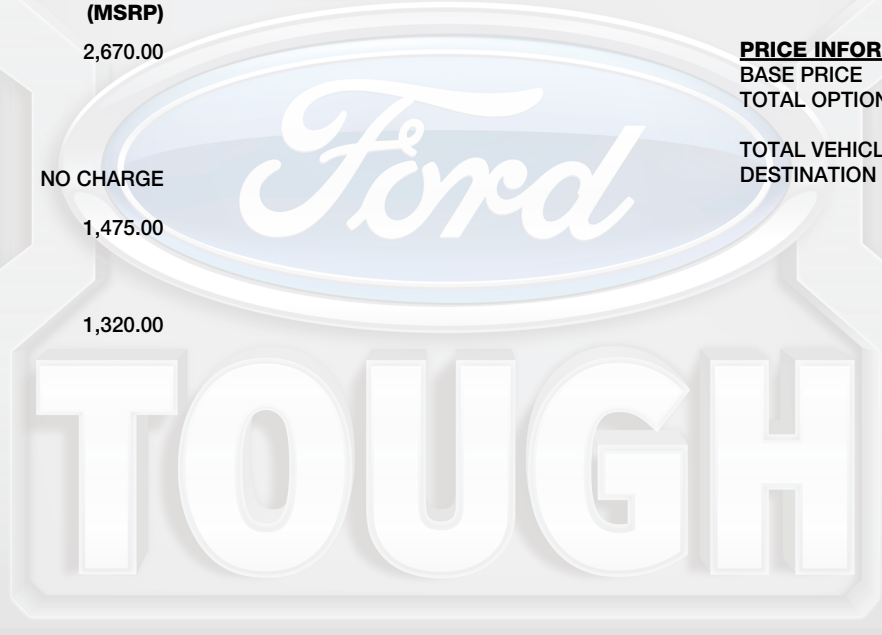 (MSRP)
2,670.00
NO CHARGE
1,475.00
1,320.00
PRICE INFOR
BASE PRICE
TOTAL OPTION
TOTAL VEHICL
DESTINATION
Ford
TOUGH